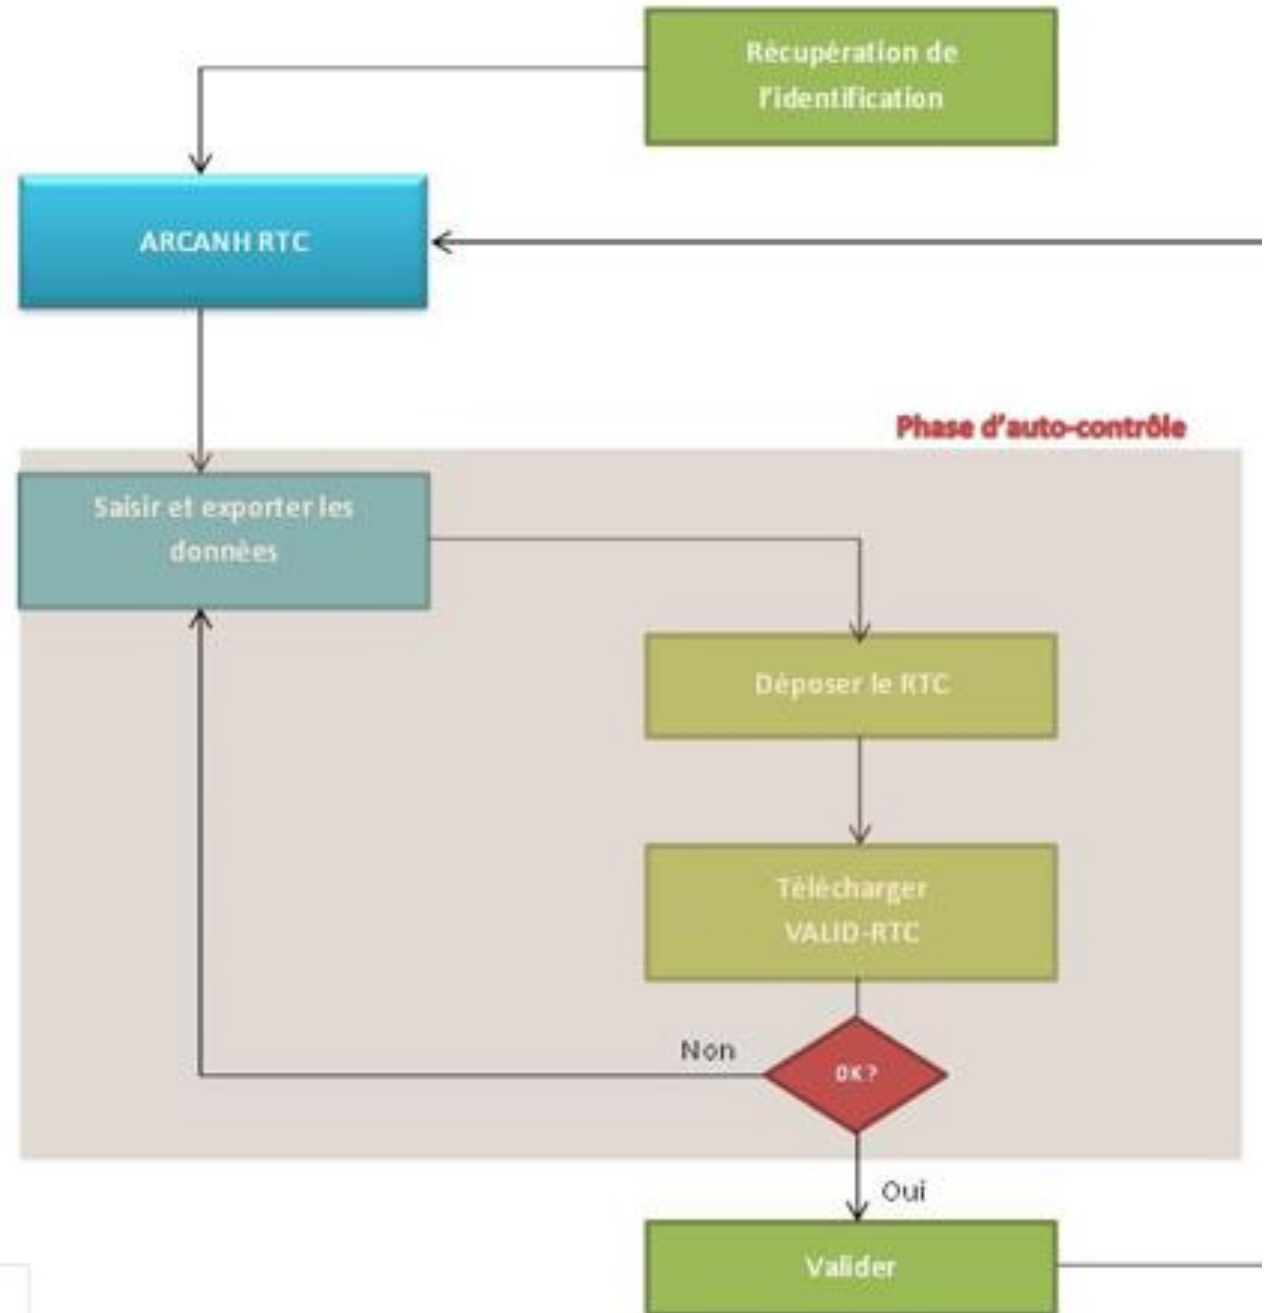 Récupération de
l'identification
ARCANH RTC
Phase d'auto-contrôle
Saisir et exporter les
données
Déposer le RTC
Télécharger
VALID-RTC
Non
OK ?
Oui
Valider